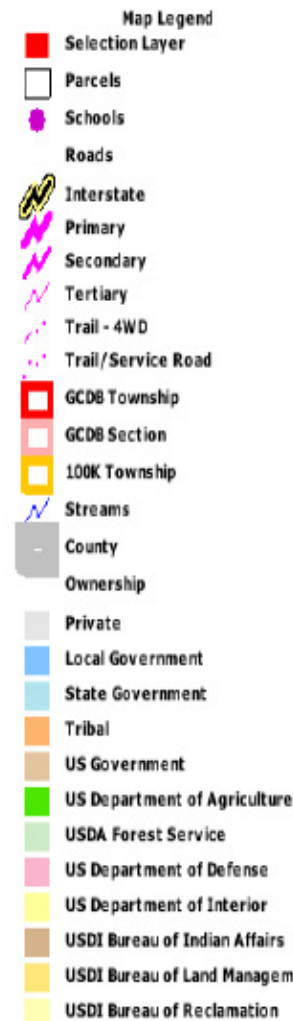 Map Legend
Selection Layer
Parcels
Schools
Roads
Interstate
Primary
Secondary
Tertiary
Trail - 4WD
Trail/Service Road
GCDB Township
GCDB Section
100K Township
Streams
County
Ownership
Private
Local Government
State Government
Tribal
US Government
US Department of Agriculture
USDA Forest Service
US Department of Defense
US Department of Interior
USDI Bureau of Indian Affairs
USDI Bureau of Land Managem
USDI Bureau of Reclamation